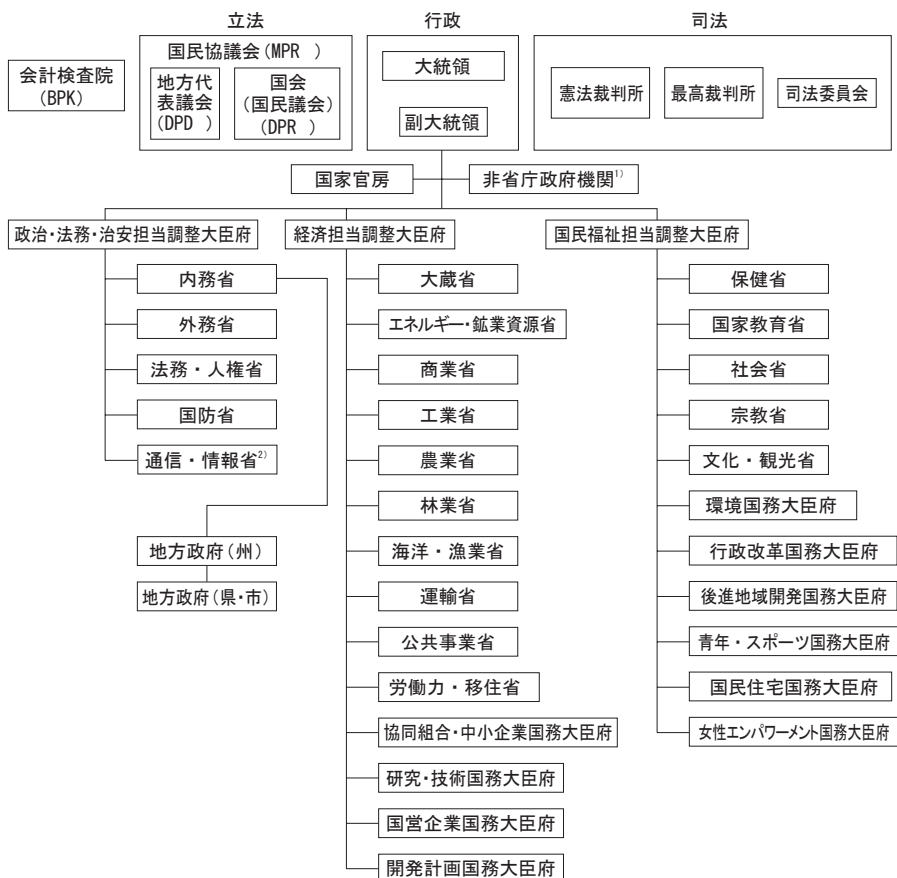 立法
行政
司法
会計検査院
(BPK)
国民協議会(MPR )
地方代
表議会
(DPD )
国会
(国民議会)
(DPR )
大統領
副大統領
憲法裁判所
最高裁判所
司法委員会
国家官房
非省庁政府機関1)
政治・法務・治安担当調整大臣府
経済担当調整大臣府
国民福祉担当調整大臣府
内務省
外務省
法務・人権省
国防省
通信・情報省2)
地方政府(州)
地方政府(県・市)
大蔵省
エネルギー・鉱業資源省
商業省
工業省
農業省
林業省
海洋・漁業省
運輸省
公共事業省
労働力・移住省
協同組合・中小企業国務大臣府
研究・技術国務大臣府
国営企業国務大臣府
開発計画国務大臣府
保健省
国家教育省
社会省
宗教省
文化・観光省
環境国務大臣府
行政改革国務大臣府
後進地域開発国務大臣府
青年・スポーツ国務大臣府
国民住宅国務大臣府
女性エンパワーメント国務大臣府